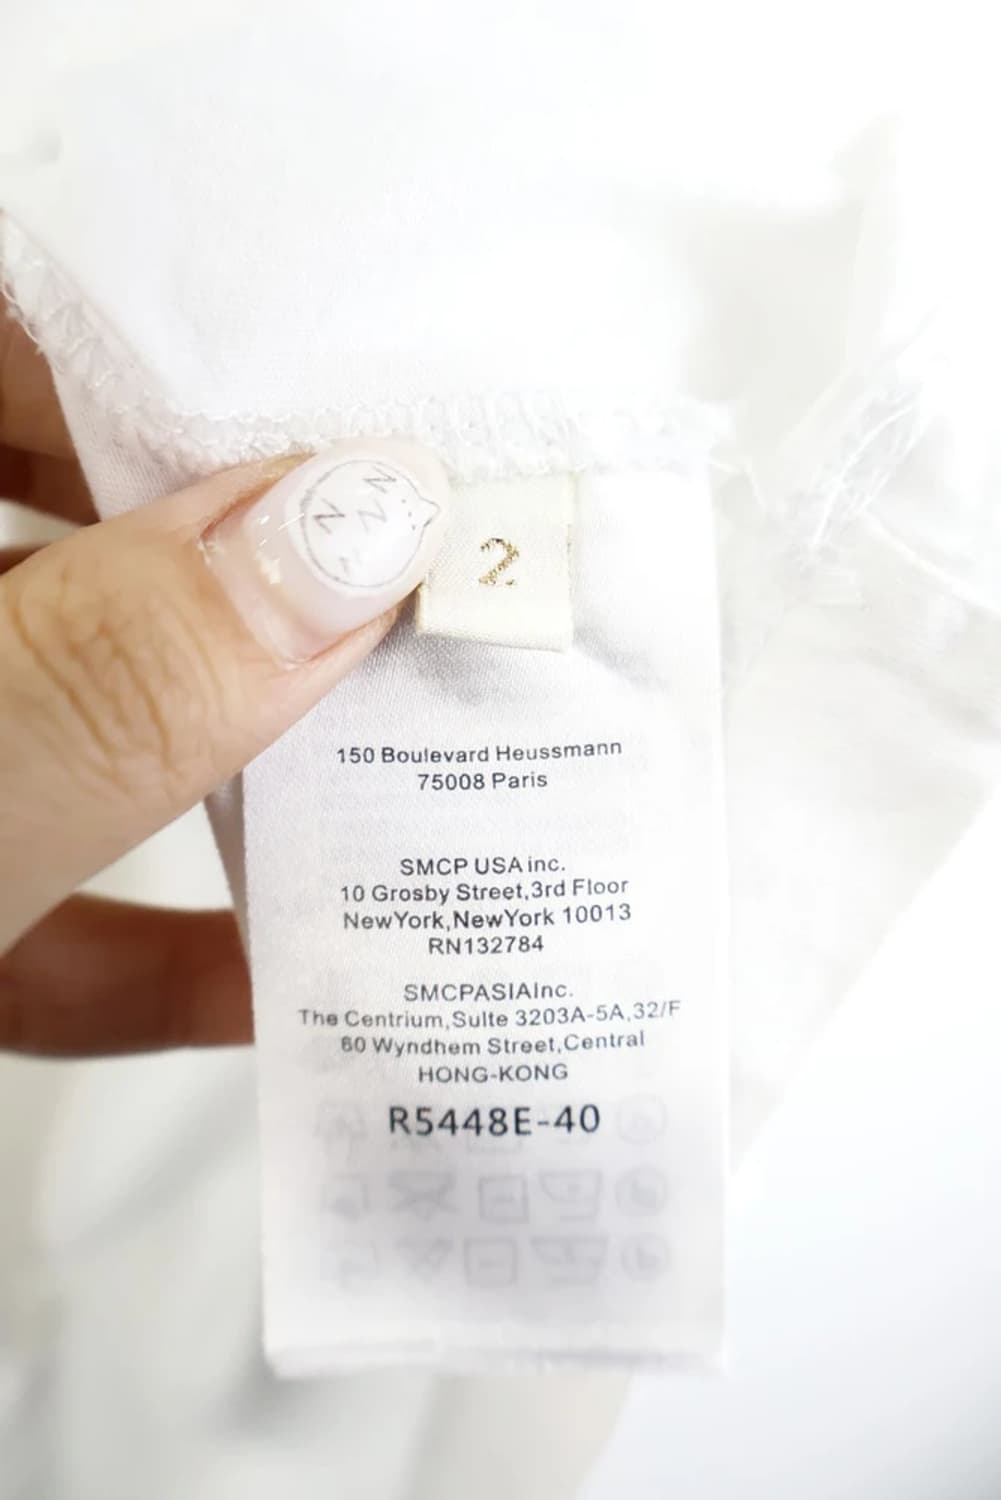 2
150 Boulevard Heussmann
75008 Paris
SMCP USA inc.
10 Grosby Street,3rd Floor
NewYork,NewYork 10013
RN132784
SMCPASIAInc.
The Centrium,Sulte 3203A-5A,32/F
60 Wyndhem Street,Central
HONG-KONG
R5448E-40